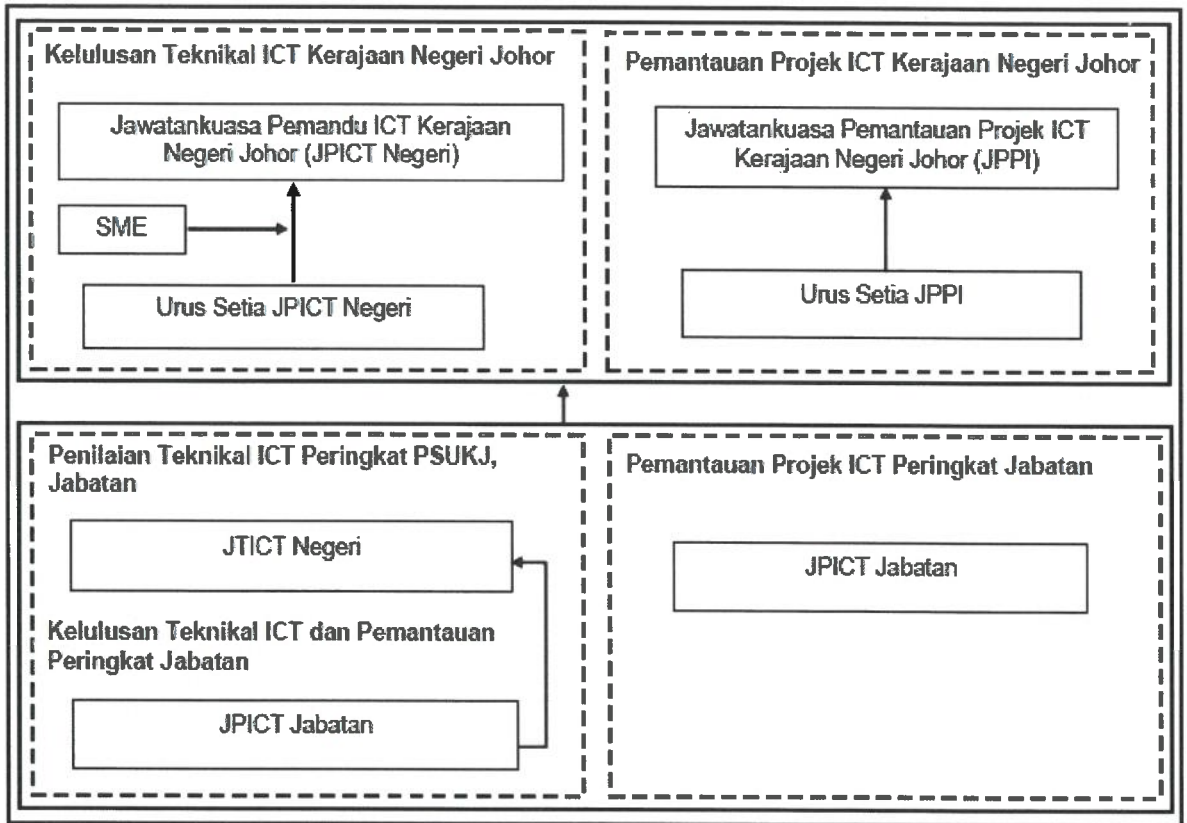 Kelulusan Teknikal ICT Kerajaan Negeri Johor
Jawatankuasa Pemandu ICT Kerajaan
Negeri Johor (JPICT Negeri)
SME
Urus Setia JPICT Negeri
Pemantauan Projek ICT Kerajaan Negeri Johor
Jawatankuasa Pemantauan Projek ICT
Kerajaan Negeri Johor (JPPI)
Urus Setia JPPI
Penilaian Teknikal ICT Peringkat PSUKJ,
Jabatan
JTICT Negeri
Kelulusan Teknikal ICT dan Pemantauan
Peringkat Jabatan
JPICT Jabatan
Pemantauan Projek ICT Peringkat Jabatan
JPICT Jabatan